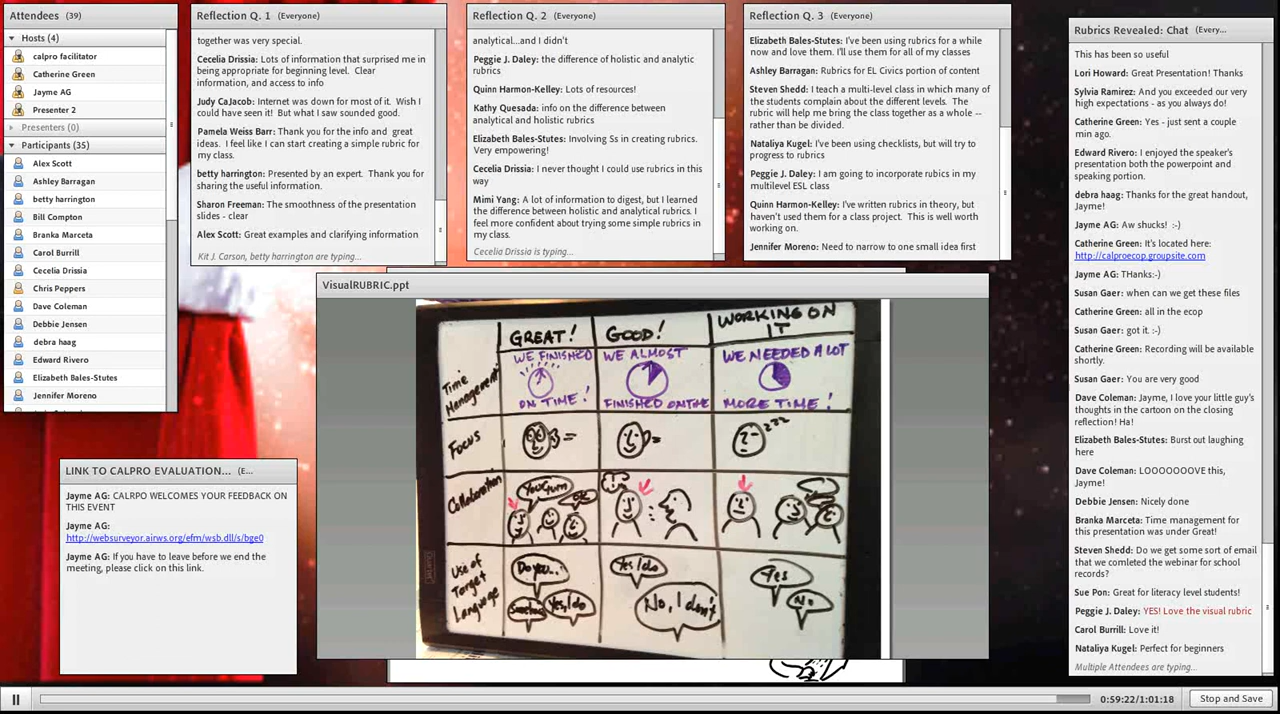 Attendees (39)
Hosts (4)
calpro facilitator
Catherine Green
Jayme AG
Presenter 2
Presenters (0)
Participants (35)
Alex Scott
Ashley Barragan
betty harrington
Bill Compton
Branka Marceta
Carol Burrill
Cecelia Drissia
Chris Peppers
Dave Coleman
Debbie Jensen
debra haag
Edward Rivero
Elizabeth Bales-Stutes
Jennifer Moreno
Reflection Q. 1 (Everyone)
together was very special.
Cecelia Drissia: Lots of information that surprised me in
being appropriate for beginning level. Clear
information, and access to info
Judy CaJacob: Internet was down for most of it. Wish I
could have seen it! But what I saw sounded good.
Pamela Weiss Barr: Thank you for the info and great
ideas. I feel like I can start creating a simple rubric for
my class.
betty harrington: Presented by an expert. Thank you for
sharing the useful information.
Sharon Freeman: The smoothness of the presentation
slides - clear
Alex Scott: Great examples and clarifying information
Kit J. Carson, betty harrington are typing...
Reflection Q. 2 (Everyone)
analytical...and I didn't
Peggie J. Daley: the difference of holistic and analytic
rubrics
Quinn Harmon-Kelley: Lots of resources!
Kathy Quesada: info on the difference between
analytical and holistic rubrics
Elizabeth Bales-Stutes: Involving Ss in creating rubrics.
Very empowering!
Cecelia Drissia: I never thought I could use rubrics in this
way
Mimi Yang: A lot of information to digest, but I learned
the difference between holistic and analytical rubrics. I
feel more confident about trying some simple rubrics in
my class.
Cecelia Drissia is typing...
Reflection Q. 3 (Everyone)
Elizabeth Bales-Stutes: I've been using rubrics for a while
now and love them. I'll use them for all of my classes
Ashley Barragan: Rubrics for EL Civics portion of content
Steven Shedd: I teach a multi-level class in which many of
the students complain about the different levels. The
rubric will help me bring the class together as a whole --
rather than be divided.
Nataliya Kugel: I've been using checklists, but will try to
progress to rubrics
Peggie J. Daley: I am going to incorporate rubrics in my
multilevel ESL class
Quinn Harmon-Kelley: I've written rubrics in theory, but
haven't used them for a class project. This is well worth
working on.
Jennifer Moreno: Need to narrow to one small idea first
Rubrics Revealed: Chat (Every...
This has been so useful
Lori Howard: Great Presentation! Thanks
Sylvia Ramirez: And you exceeded our very
high expectations - as you always do!
Catherine Green: Yes - just sent a couple
min ago.
Edward Rivero: I enjoyed the speaker's
presentation both the powerpoint and
speaking portion.
debra haag: Thanks for the great handout,
Jayme!
Jayme AG: Aw shucks! :-)
Catherine Green: It's located here:
http://calproecop.groupsite.com
Jayme AG: THanks:-)
Susan Gaer: when can we get these files
Catherine Green: all in the ecop
Susan Gaer: got it. :-)
Catherine Green: Recording will be available
shortly.
Susan Gaer: You are very good
Dave Coleman: Jayme, I love your little guy's
thoughts in the cartoon on the closing
reflection! Ha!
Elizabeth Bales-Stutes: Burst out laughing
here
Dave Coleman: LOOOOOOOVE this,
Jayme!
Debbie Jensen: Nicely done
Branka Marceta: Time management for
this presentation was under Great!
Steven Shedd: Do we get some sort of email
that we comleted the webinar for school
records?
Sue Pon: Great for literacy level students!
Peggie J. Daley: YES! Love the visual rubric
Carol Burrill: Love it!
Nataliya Kugel: Perfect for beginners
Multiple Attendees are typing...
LINK TO CALPRO EVALUATION... (E...
Jayme AG: CALRPO WELCOMES YOUR FEEDBACK ON
THIS EVENT
Jayme AG:
http://websurveyor.airws.org/efm/wsb.dll/s/bge0
Jayme AG: If you have to leave before we end the
meeting, please click on this link.
VisualRUBRIC.ppt
GREAT! GOOD! WORKING ON
IT
Time
Management
WE FINISHED
ON TIME!
WE ALMOST
FINISHED ON TIME
WE NEEDED A LOT
MORE TIME!
Focus
zzz
Collaboration
Your turn
OK
Use of
Target
Language
Do you...
Yes, I do
Yes I do
No, I don't
Yes
No
0:59:22/1:01:18
Stop and Save